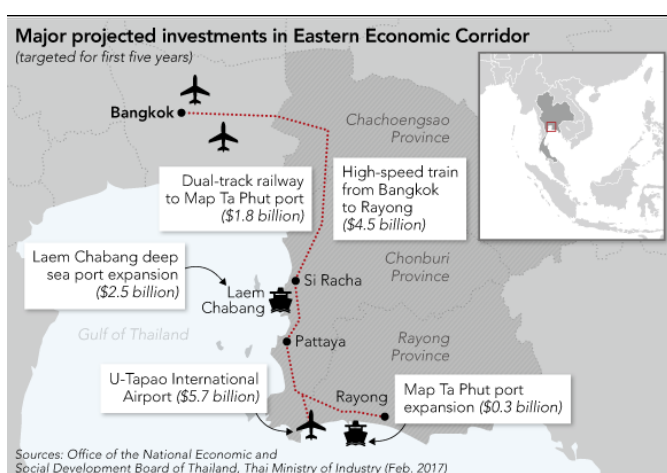 Major projected investments in Eastern Economic Corridor
(targeted for first five years)
Bangkok
Chachoengsao
Province
Dual-track railway
to Map Ta Phut port
($1.8 billion)
High-speed train
from Bangkok
to Rayong
($4.5 billion)
Laem Chabang deep
sea port expansion
($2.5 billion)
Laem
Chabang
Si Racha
Chonburi
Province
Gulf of Thailand
Pattaya
Rayong
Province
U-Tapao International
Airport ($5.7 billion)
Rayong
Map Ta Phut port
expansion ($0.3 billion)
Sources: Office of the National Economic and
Social Development Board of Thailand, Thai Ministry of Industry (Feb. 2017)